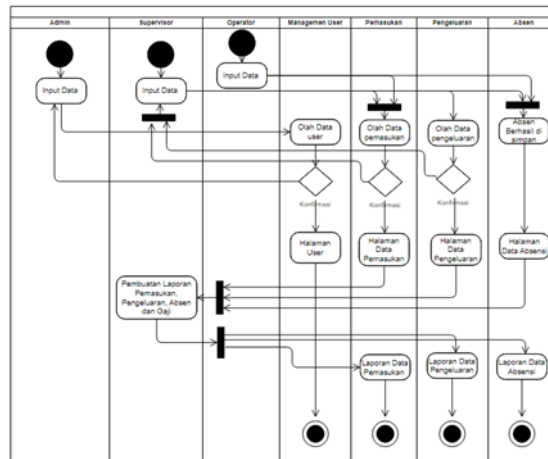 Admin
Supervisor
Operator
Managemen User
Pemasukan
Pengeluaran
Absen
Input Data
Input Data
Input Data
Olah Data
user
Olah Data
pemasukan
Olah Data
pengeluaran
Absen
Berhasil di
simpan
Konfirmasi
Konfirmasi
Konfirmasi
Halaman
User
Halaman
Data
Pemasukan
Halaman
Data
Pengeluaran
Halaman
Data Absensi
Pembuatan Laporan
Pemasukan,
Pengeluaran, Absen
dan Gaji
Laporan Data
Pemasukan
Laporan Data
Pengeluaran
Laporan Data
Absensi